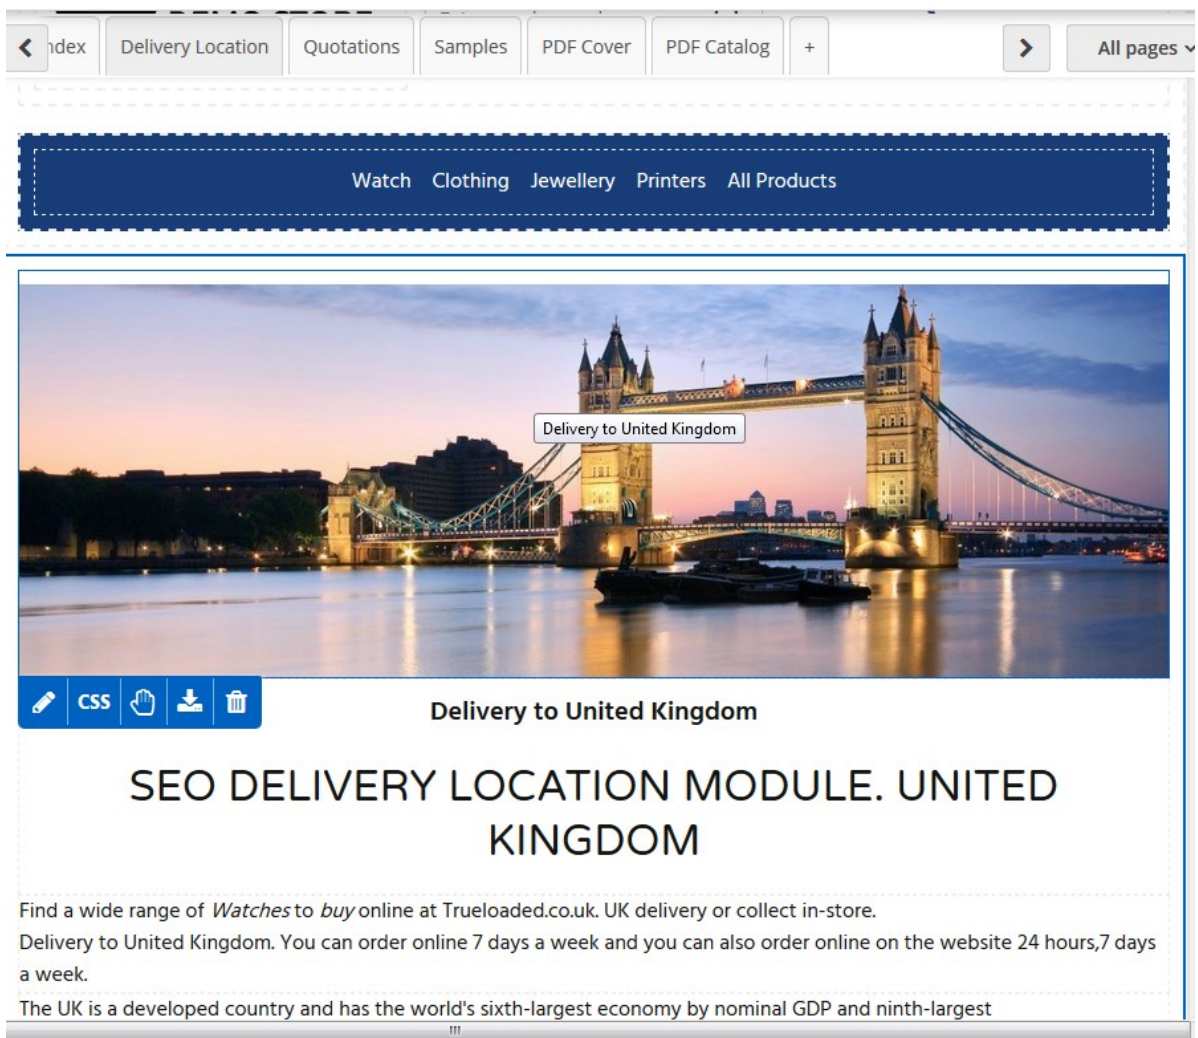 ndex Delivery Location Quotations Samples PDF Cover PDF Catalog + All pages
Watch Clothing Jewellery Printers All Products
Delivery to United Kingdom
CSS
Delivery to United Kingdom
SEO DELIVERY LOCATION MODULE. UNITED
KINGDOM
Find a wide range of Watches to buy online at Trueloaded.co.uk. UK delivery or collect in-store.
Delivery to United Kingdom. You can order online 7 days a week and you can also order online on the website 24 hours,7 days
a week.
The UK is a developed country and has the world's sixth-largest economy by nominal GDP and ninth-largest